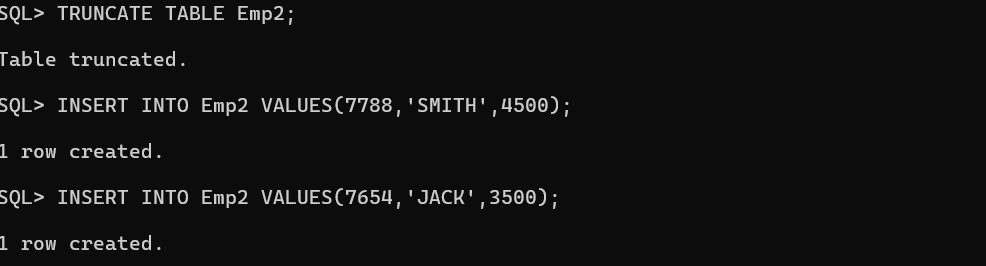 SQL> TRUNCATE TABLE Emp2;
Table truncated.
SQL> INSERT INTO Emp2 VALUES(7788,'SMITH',4500);
1 row created.
SQL> INSERT INTO Emp2 VALUES(7654,'JACK',3500);
1 row created.